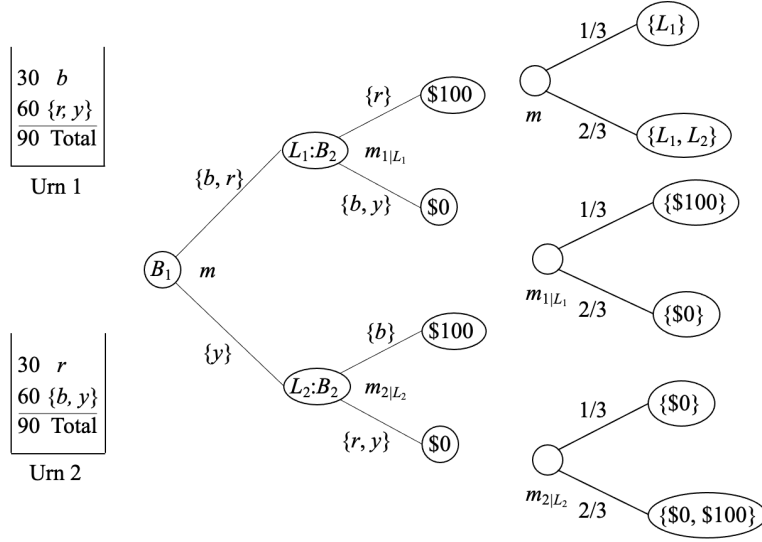 30 b
60 {r, y}
90 Total
Urn 1
30 r
60 {b, y}
90 Total
Urn 2
B₁
m
{b, r}
{y}
L₁:B₂
m₁|L₁
{r}
$100
{b, y}
$0
L₂:B₂
m₂|L₂
{b}
$100
{r, y}
$0
m
1/3
{L₁}
2/3
{L₁, L₂}
m₁|L₁
1/3
{$100}
2/3
{$0}
m₂|L₂
1/3
{$0}
2/3
{$0, $100}